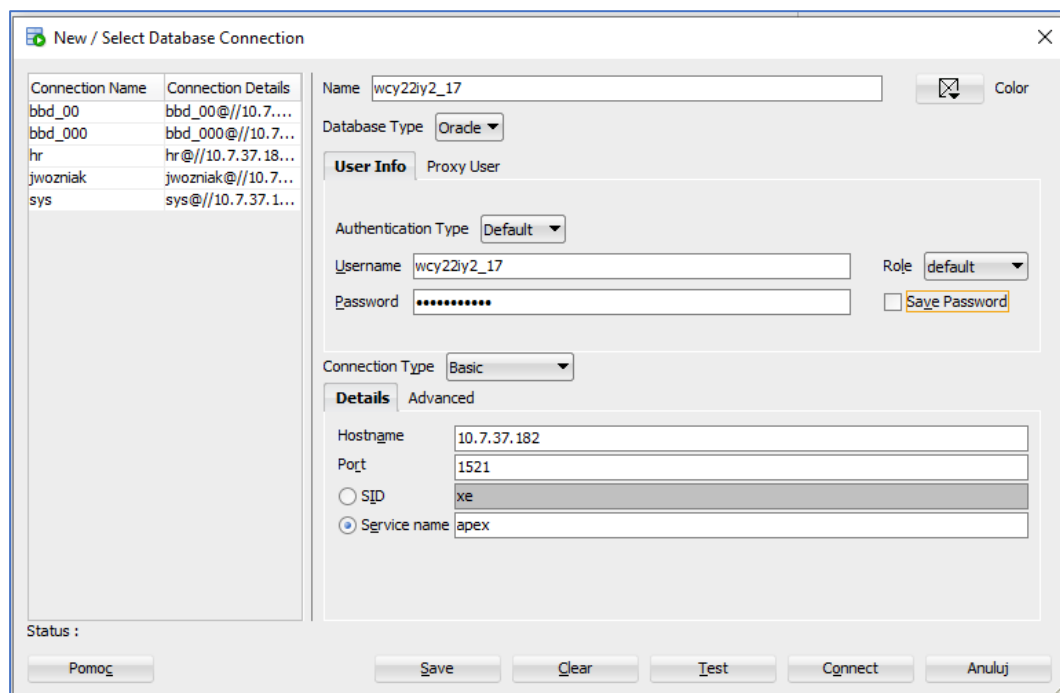 New / Select Database Connection
Connection Name Connection Details
bbd_00 bbd_00@//10.7....
bbd_000 bbd_000@//10.7...
hr hr@//10.7.37.18...
jwozniak jwozniak@//10.7...
sys sys@//10.7.37.1...
Name wcy22iy2_17 Color
Database Type Oracle
User Info Proxy User
Authentication Type Default
Username wcy22iy2_17 Role default
Password ••••••••••• Save Password
Connection Type Basic
Details Advanced
Hostname 10.7.37.182
Port 1521
SID xe
Service name apex
Status :
Pomoc Save Clear Test Connect Anuluj